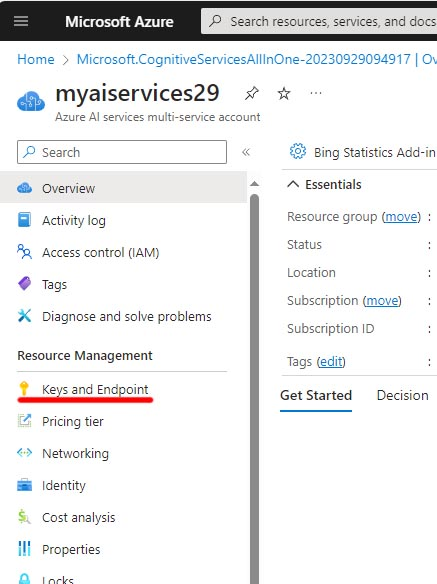 Microsoft Azure
Search resources, services, and docs
Home > Microsoft.CognitiveServicesAllInOne-20230929094917 | Ov
myaiservices29
Azure AI services multi-service account
Search
Bing Statistics Add-in
Overview
Essentials
Activity log
Resource group (move) :
Access control (IAM)
Status :
Location :
Tags
Subscription (move) :
Diagnose and solve problems
Subscription ID :
Resource Management
Tags (edit) :
Keys and Endpoint
Get Started Decision
Pricing tier
Networking
Identity
Cost analysis
Properties
Locks